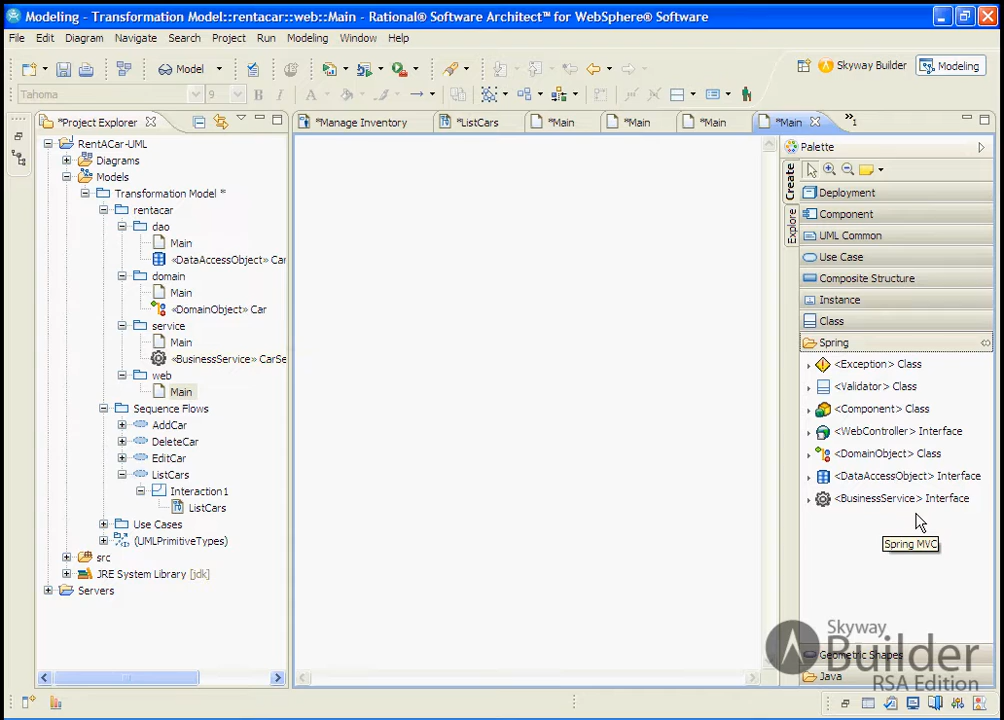 Modeling - Transformation Model::rentacar::web::Main - Rational® Software Architect™ for WebSphere® Software
File Edit Diagram Navigate Search Project Run Modeling Window Help
Model
Skyway Builder
Modeling
Tahoma 9 B I A
*Project Explorer
*Manage Inventory
*ListCars
*Main
*Main
*Main
*Main
»1
RentACar-UML
Diagrams
Models
Transformation Model *
rentacar
dao
Main
«DataAccessObject» Car
domain
Main
«DomainObject» Car
service
Main
«BusinessService» CarSe
web
Main
Sequence Flows
AddCar
DeleteCar
EditCar
ListCars
Interaction1
ListCars
Use Cases
(UMLPrimitiveTypes)
src
JRE System Library [jdk]
Servers
Palette
Create
Explore
Deployment
Component
UML Common
Use Case
Composite Structure
Instance
Class
Spring
<Exception> Class
<Validator> Class
<Component> Class
<WebController> Interface
<DomainObject> Class
<DataAccessObject> Interface
<BusinessService> Interface
Spring MVC
Geometric Shapes
Java
Skyway
Builder
RSA Edition